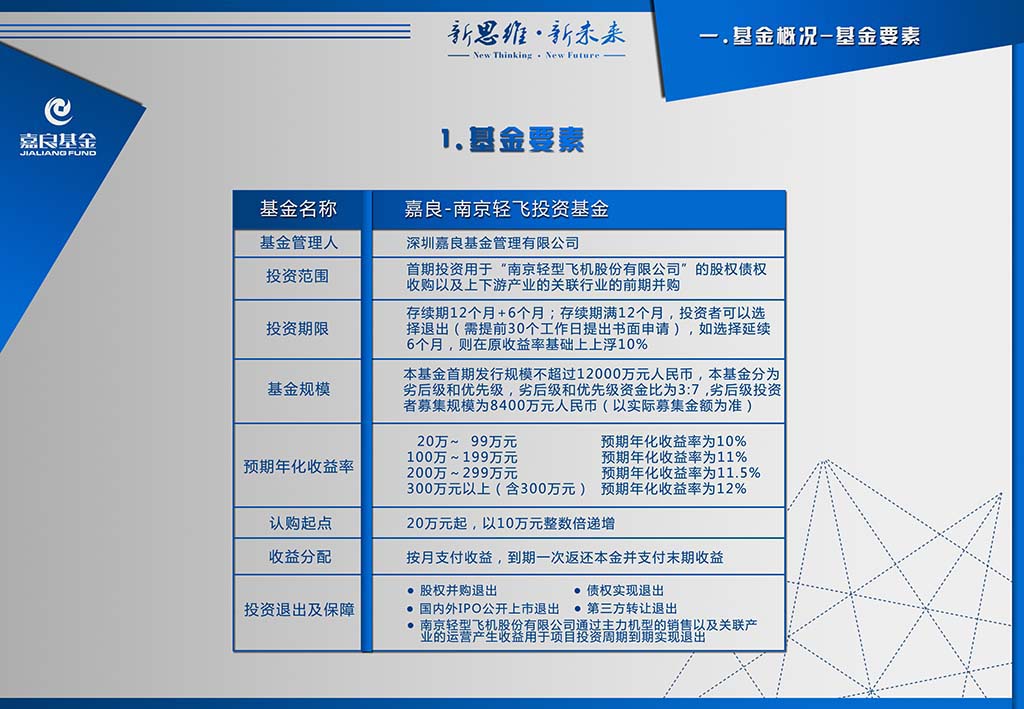 新思维·新未来
New Thinking · New Future
一.基金概况-基金要素
嘉良基金
JIALIANG FUND
1.基金要素
基金名称 嘉良-南京轻飞投资基金
基金管理人 深圳嘉良基金管理有限公司
投资范围 首期投资用于“南京轻型飞机股份有限公司”的股权债权
收购以及上下游产业的关联行业的前期并购
投资期限 存续期12个月+6个月；存续期满12个月，投资者可以选
择退出（需提前30个工作日提出书面申请），如选择延续
6个月，则在原收益率基础上上浮10%
基金规模 本基金首期发行规模不超过12000万元人民币，本基金分为
劣后级和优先级，劣后级和优先级资金比为3:7 ,劣后级投资
者募集规模为8400万元人民币（以实际募集金额为准）
预期年化收益率 20万～ 99万元 预期年化收益率为10%
100万～199万元 预期年化收益率为11%
200万～299万元 预期年化收益率为11.5%
300万元以上（含300万元） 预期年化收益率为12%
认购起点 20万元起，以10万元整数倍递增
收益分配 按月支付收益，到期一次返还本金并支付末期收益
投资退出及保障 ● 股权并购退出 ● 债权实现退出
● 国内外IPO公开上市退出 ● 第三方转让退出
● 南京轻型飞机股份有限公司通过主力机型的销售以及关联产
业的运营产生收益用于项目投资周期到期实现退出